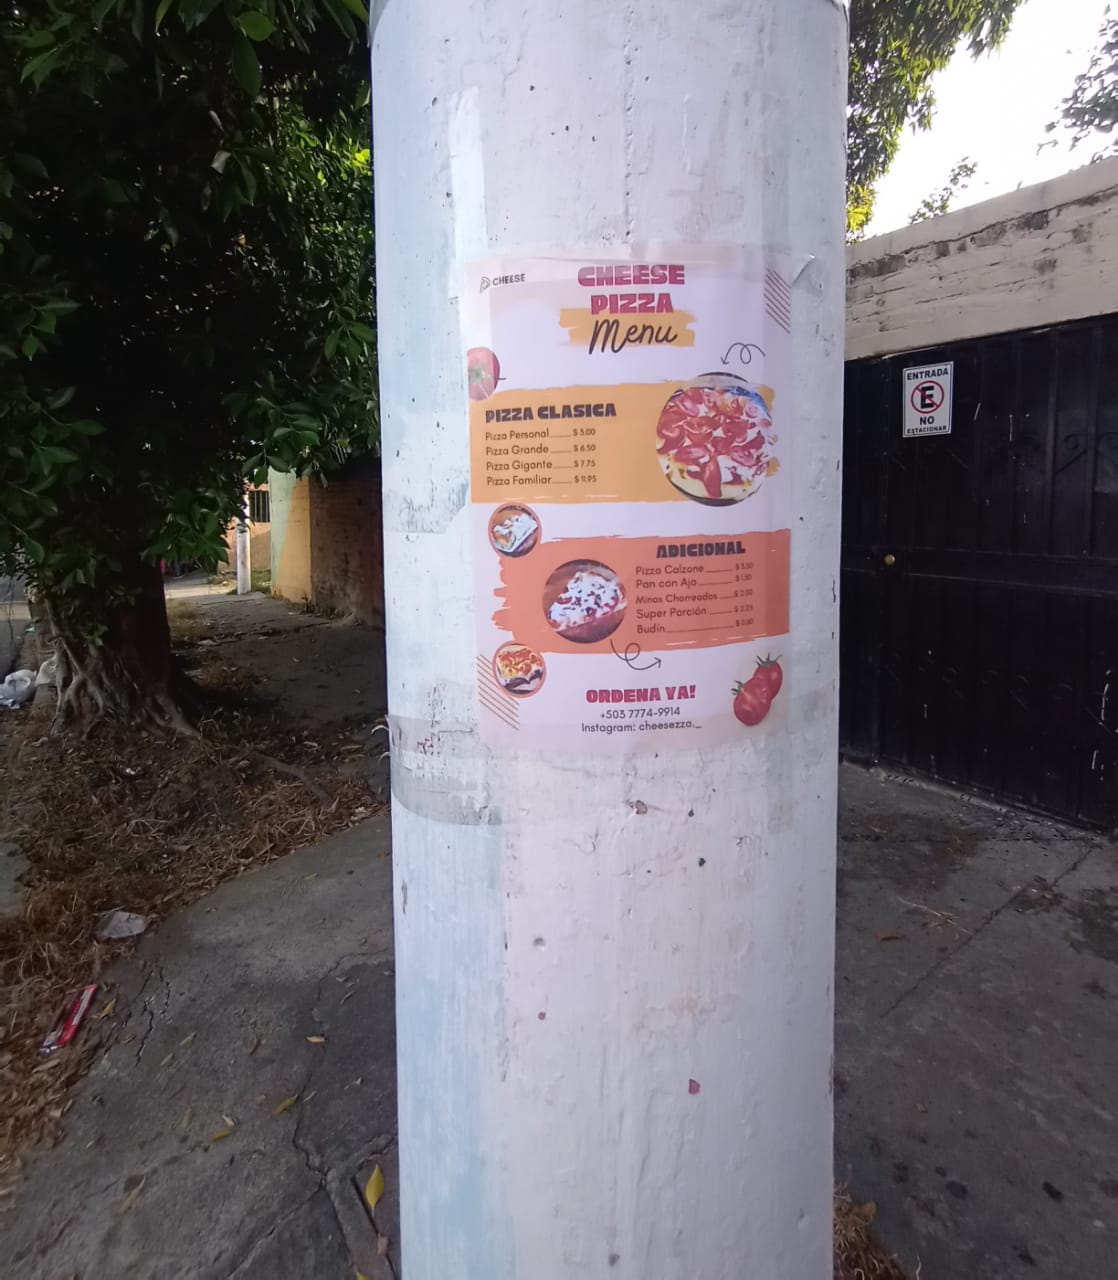 CHEESE
CHEESE
PIZZA
Menu
PIZZA CLASICA
Pizza Personal........ $ 3.00
Pizza Grande ........ $ 6.50
Pizza Gigante........ $ 7.75
Pizza Familiar........ $ 11.95
ADICIONAL
Pizza Calzone ........ $ 3.50
Pan con Ajo ........ $ 1.50
Minas Chorreadas ........ $ 2.00
Super Porción ........ $ 2.25
Budín........ $ 0.60
ORDENA YA!
+503 7774-9914
Instagram: cheesezza._
ENTRADA
E
NO
ESTACIONAR